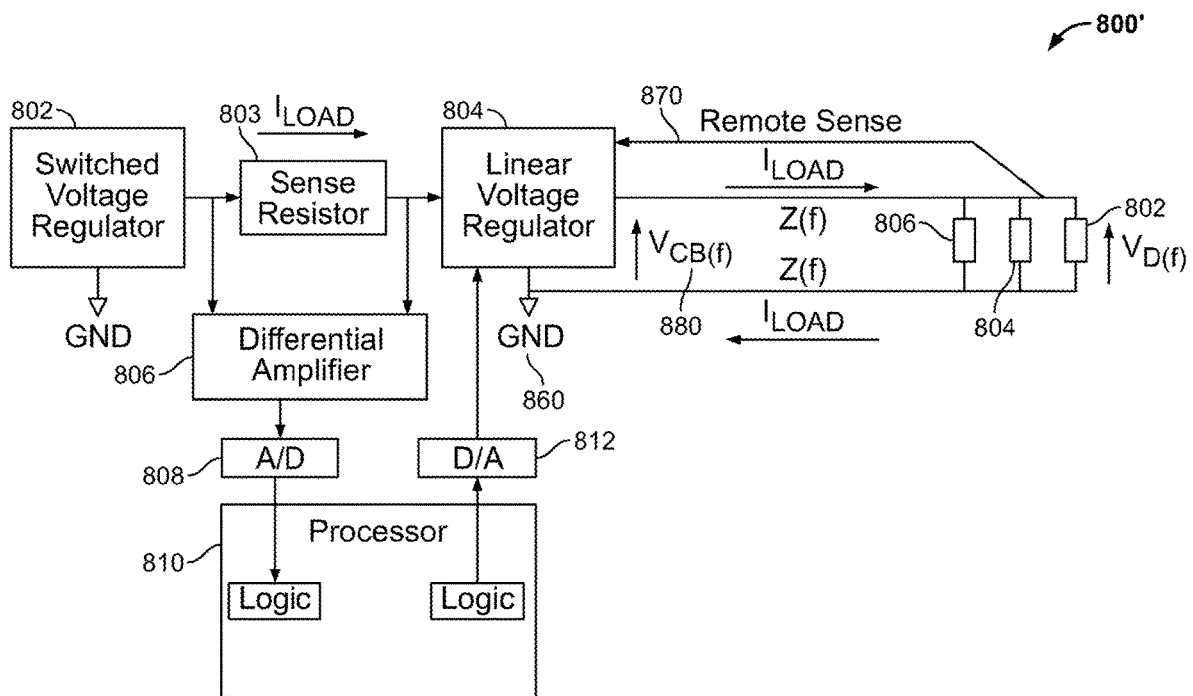 800'
802
803
I_LOAD
804
870
Remote Sense
Switched
Voltage
Regulator
Sense
Resistor
Linear
Voltage
Regulator
I_LOAD
Z(f)
Z(f)
V_CB(f)
880
I_LOAD
806
804
802
V_D(f)
GND
GND
860
Differential
Amplifier
806
A/D
808
D/A
812
Processor
810
Logic
Logic